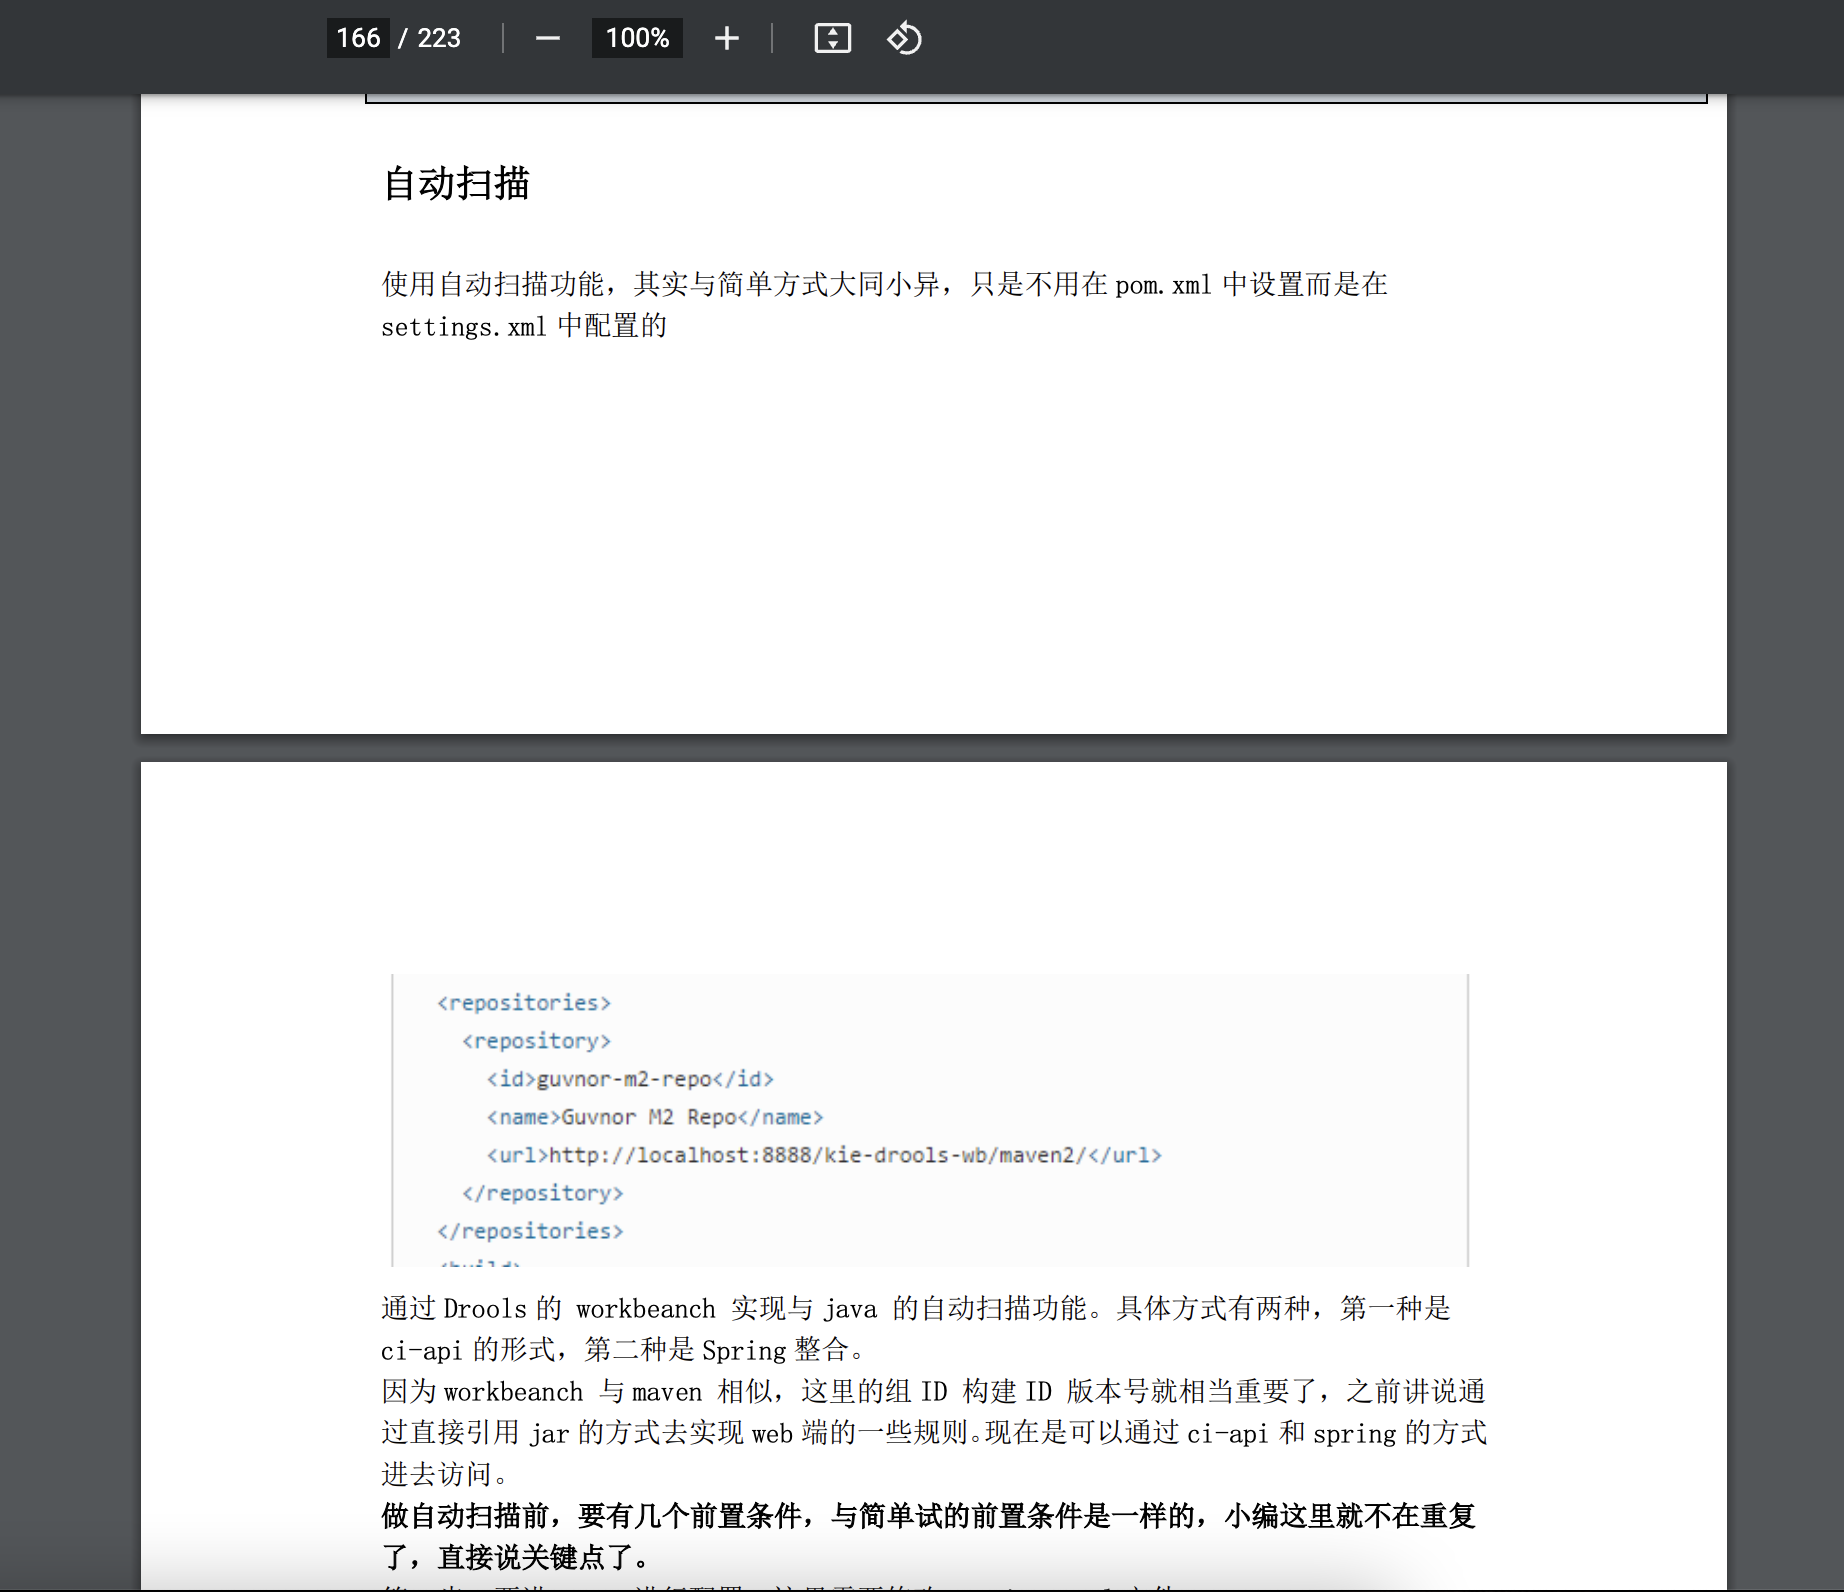 166 / 223 100%
自动扫描
使用自动扫描功能，其实与简单方式大同小异，只是不用在 pom.xml 中设置而是在
settings.xml 中配置的
<repositories>
<repository>
<id>guvnor-m2-repo</id>
<name>Guvnor M2 Repo</name>
<url>http://localhost:8888/kie-drools-wb/maven2/</url>
</repository>
</repositories>
通过 Drools 的 workbeanch 实现与 java 的自动扫描功能。具体方式有两种，第一种是
ci-api 的形式，第二种是 Spring 整合。
因为 workbeanch 与 maven 相似，这里的组 ID 构建 ID 版本号就相当重要了，之前讲说通
过直接引用 jar 的方式去实现 web 端的一些规则。现在是可以通过 ci-api 和 spring 的方式
进去访问。
做自动扫描前，要有几个前置条件，与简单试的前置条件是一样的，小编这里就不在重复
了，直接说关键点了。